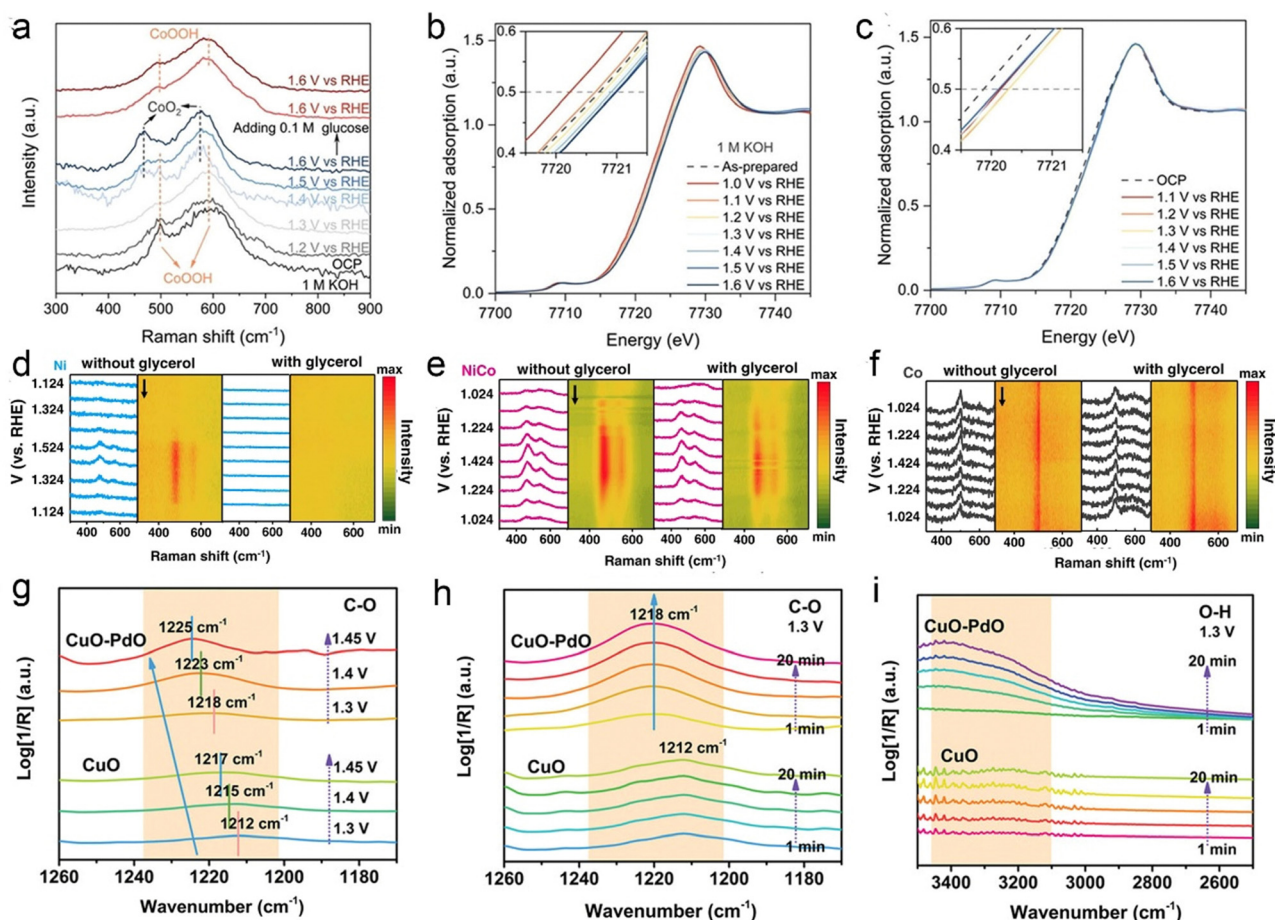 a
CoOOH
1.6 V vs RHE
1.6 V vs RHE
CoO2
Adding 0.1 M glucose
1.6 V vs RHE
1.5 V vs RHE
1.4 V vs RHE
1.3 V vs RHE
1.2 V vs RHE
OCP
CoOOH
1 M KOH
Intensity (a.u.)
300 400 500 600 700 800 900
Raman shift (cm-1)
b
0.6
0.5
0.4
7720 7721
1 M KOH
As-prepared
1.0 V vs RHE
1.1 V vs RHE
1.2 V vs RHE
1.3 V vs RHE
1.4 V vs RHE
1.5 V vs RHE
1.6 V vs RHE
Normalized adsorption (a.u.)
1.5
1.0
0.5
0.0
7700 7710 7720 7730 7740
Energy (eV)
c
0.6
0.5
0.4
7720 7721
OCP
1.1 V vs RHE
1.2 V vs RHE
1.3 V vs RHE
1.4 V vs RHE
1.5 V vs RHE
1.6 V vs RHE
Normalized adsorption (a.u.)
1.5
1.0
0.5
0.0
7700 7710 7720 7730 7740
Energy (eV)
d
Ni
without glycerol
with glycerol
max
min
Intensity
V (vs. RHE)
1.124
1.324
1.524
1.324
1.124
400 600 400 600 400 600 400 600
Raman shift (cm-1)
e
NiCo
without glycerol
with glycerol
max
min
Intensity
V (vs. RHE)
1.024
1.224
1.424
1.224
1.024
400 600 400 600 400 600 400 600
Raman shift (cm-1)
f
Co
without glycerol
with glycerol
max
min
Intensity
V (vs. RHE)
1.024
1.224
1.424
1.224
1.024
400 600 400 600 400 600 400 600
Raman shift (cm-1)
g
C-O
CuO-PdO
1225 cm-1
1.45 V
1223 cm-1
1.4 V
1218 cm-1
1.3 V
CuO
1217 cm-1
1.45 V
1215 cm-1
1.4 V
1212 cm-1
1.3 V
Log[1/R] (a.u.)
1260 1240 1220 1200 1180
Wavenumber (cm-1)
h
C-O
1.3 V
1218 cm-1
CuO-PdO
20 min
1 min
1212 cm-1
CuO
20 min
1 min
Log[1/R] (a.u.)
1260 1240 1220 1200 1180
Wavenumber (cm-1)
i
O-H
1.3 V
CuO-PdO
20 min
1 min
CuO
20 min
1 min
Log[1/R] (a.u.)
3500 3000 2800 2600
Wavenumber (cm-1)